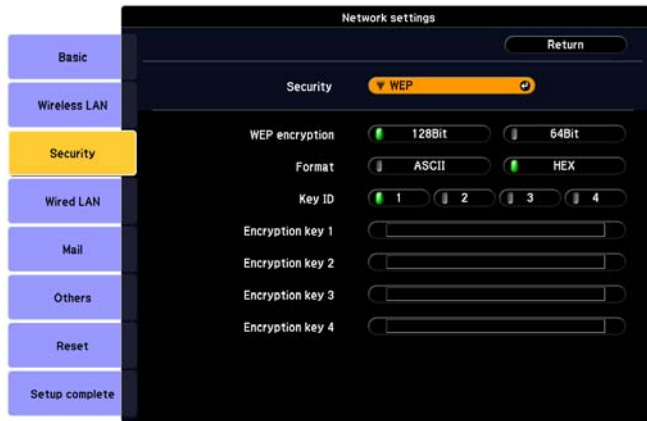 Network settings
Return
Basic
Security WEP
Wireless LAN
WEP encryption 128Bit 64Bit
Security
Format ASCII HEX
Wired LAN
Key ID 1 2 3 4
Encryption key 1
Mail
Encryption key 2
Others
Encryption key 3
Encryption key 4
Reset
Setup complete